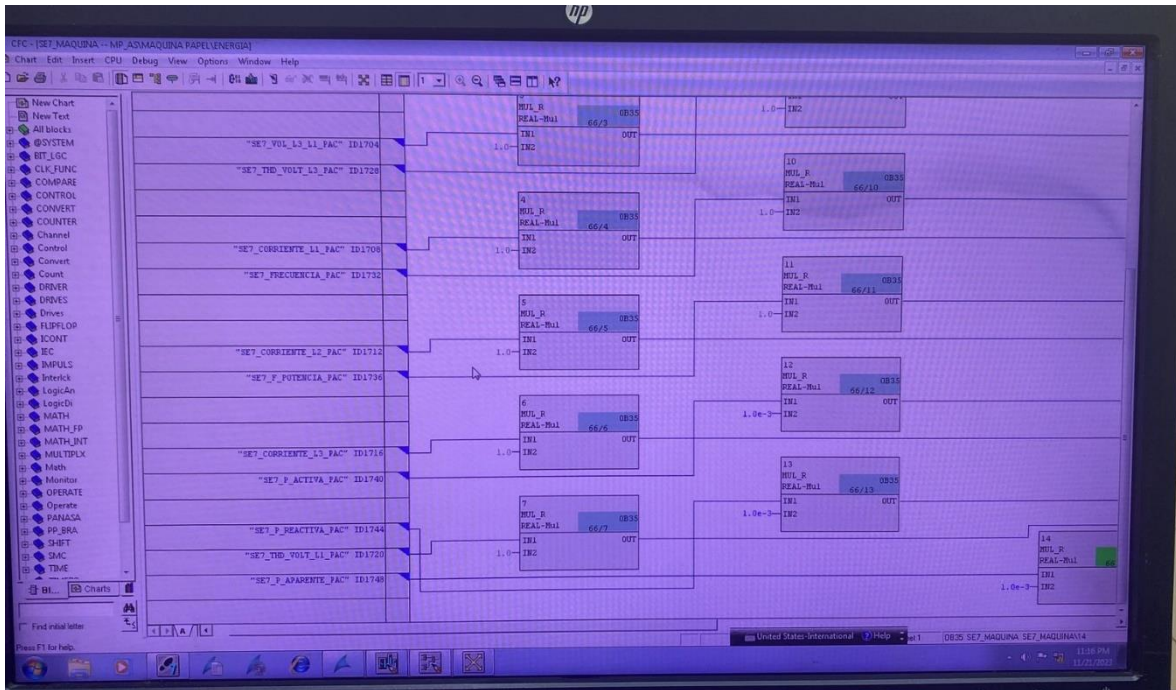 hp
CFC - [SE7_MAQUINA -- MP_AS\MAQUINA PAPEL\ENERGIA]
Chart Edit Insert CPU Debug View Options Window Help
1
New Chart
New Text
All blocks
@SYSTEM
BIT_LGC
CLK_FUNC
COMPARE
CONTROL
CONVERT
COUNTER
Channel
Control
Convert
Count
DRIVER
DRIVES
Drives
FLIPFLOP
ICONT
IEC
IMPULS
Interlck
LogicAn
LogicDi
MATH
MATH_FP
MATH_INT
MULTIPLX
Math
Monitor
OPERATE
Operate
PANASA
PP_BRA
SHIFT
SMC
TIME
Bl... Charts
Find initial letter
Press F1 for help.
"SE7_VOL_L3_L1_PAC" ID1704
"SE7_THD_VOLT_L3_PAC" ID1728
"SE7_CORRIENTE_L1_PAC" ID1708
"SE7_FRECUENCIA_PAC" ID1732
"SE7_CORRIENTE_L2_PAC" ID1712
"SE7_F_POTENCIA_PAC" ID1736
"SE7_CORRIENTE_L3_PAC" ID1716
"SE7_P_ACTIVA_PAC" ID1740
"SE7_P_REACTIVA_PAC" ID1744
"SE7_THD_VOLT_L1_PAC" ID1720
"SE7_P_APARENTE_PAC" ID1748
MUL_R OB35
REAL-Mul 66/3
IN1 OUT
1.0 IN2
4
MUL_R OB35
REAL-Mul 66/4
IN1 OUT
1.0 IN2
5
MUL_R OB35
REAL-Mul 66/5
IN1 OUT
1.0 IN2
6
MUL_R OB35
REAL-Mul 66/6
IN1 OUT
1.0 IN2
7
MUL_R OB35
REAL-Mul 66/7
IN1 OUT
1.0 IN2
1.0 IN2
10
MUL_R OB35
REAL-Mul 66/10
IN1 OUT
1.0 IN2
11
MUL_R OB35
REAL-Mul 66/11
IN1 OUT
1.0 IN2
12
MUL_R OB35
REAL-Mul 66/12
IN1 OUT
1.0e-3 IN2
13
MUL_R OB35
REAL-Mul 66/13
IN1 OUT
1.0e-3 IN2
14
MUL_R
REAL-Mul 66
IN1
1.0e-3 IN2
A
United States-International Help
OB35 SE7_MAQUINA SE7_MAQUINA\14
11:16 PM
11/21/2023